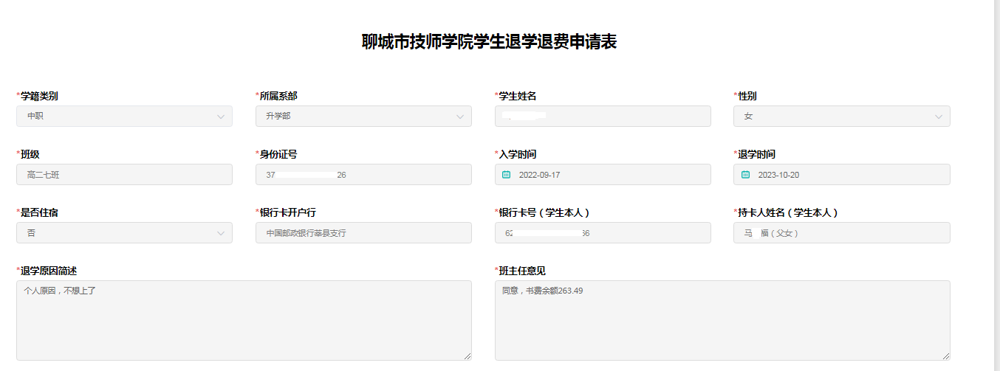 聊城市技师学院学生退学退费申请表
*学籍类别 *所属系部 *学生姓名 *性别
中职 升学部 女
*班级 *身份证号 *入学时间 *退学时间
高二七班 37 26 2022-09-17 2023-10-20
*是否住宿 *银行卡开户行 *银行卡号（学生本人） *持卡人姓名（学生本人）
否 中国邮政银行莘县支行 62 66 马 福（父女）
*退学原因简述 *班主任意见
个人原因，不想上了 同意，书费余额263.49